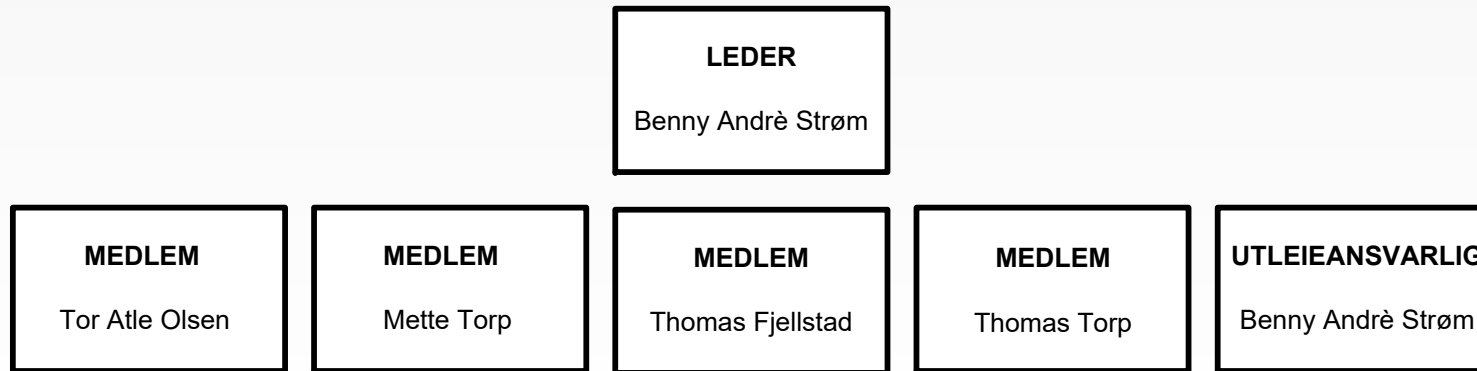 LEDER
Benny Andrè Strøm
MEDLEM
Tor Atle Olsen
MEDLEM
Mette Torp
MEDLEM
Thomas Fjellstad
MEDLEM
Thomas Torp
UTLEIEANSVARLIG
Benny Andrè Strøm